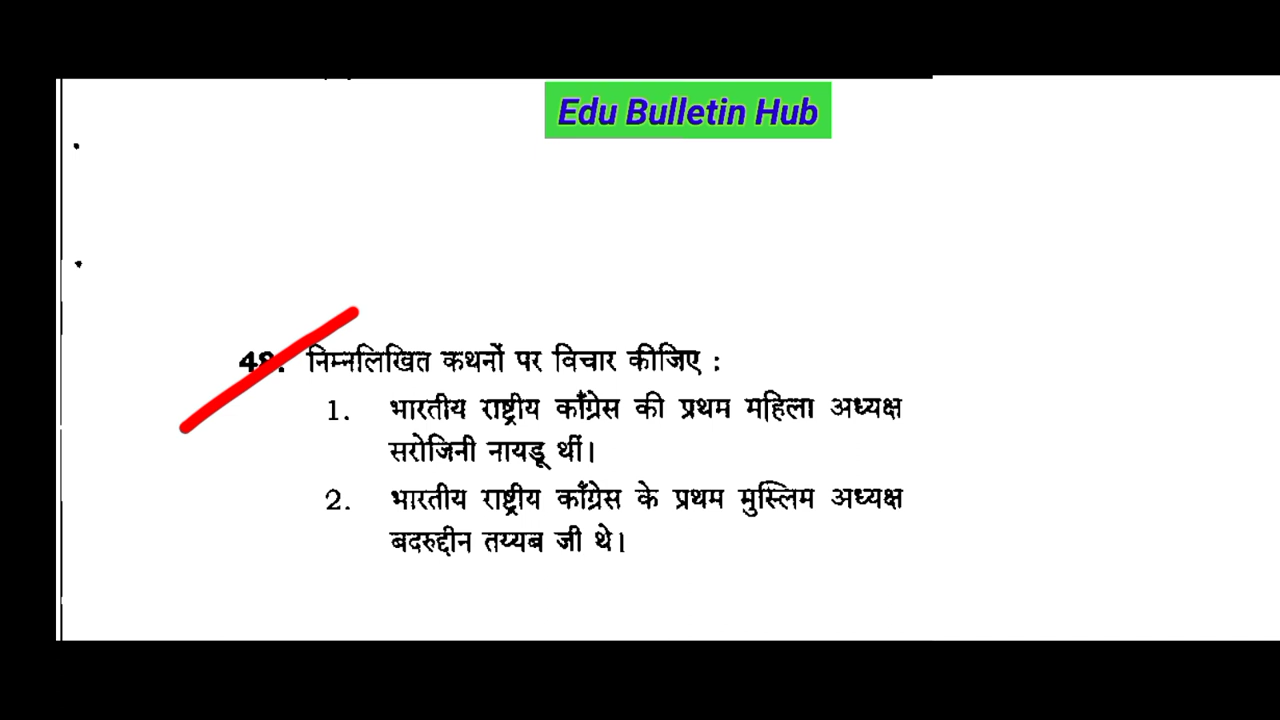 Edu Bulletin Hub
48. निम्नलिखित कथनों पर विचार कीजिए :
1. भारतीय राष्ट्रीय काँग्रेस की प्रथम महिला अध्यक्ष
सरोजिनी नायडू थीं।
2. भारतीय राष्ट्रीय काँग्रेस के प्रथम मुस्लिम अध्यक्ष
बदरुद्दीन तय्यब जी थे।